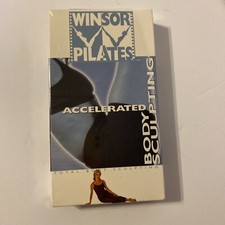 WINSOR
PILATES
ACCELERATED
BODY
SCULPTING